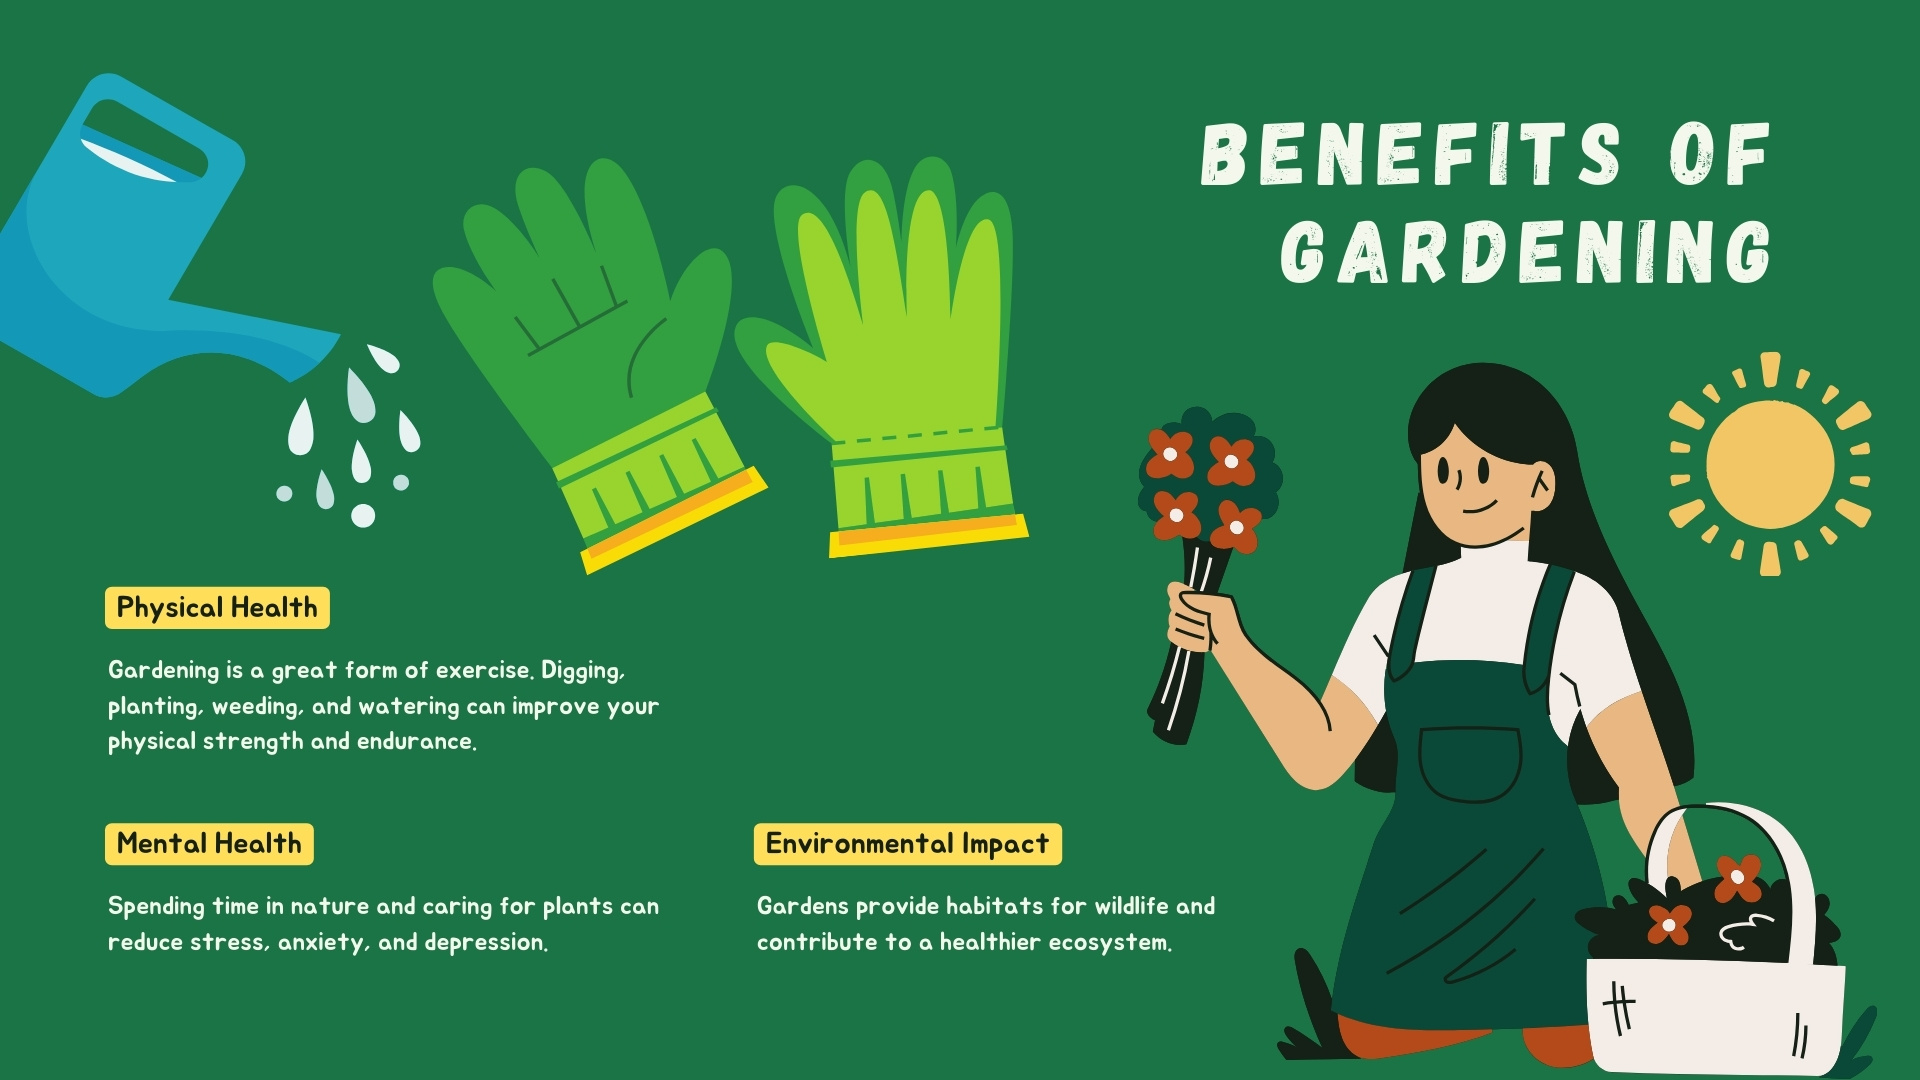 BENEFITS OF
GARDENING
Physical Health
Gardening is a great form of exercise. Digging,
planting, weeding, and watering can improve your
physical strength and endurance.
Mental Health
Spending time in nature and caring for plants can
reduce stress, anxiety, and depression.
Environmental Impact
Gardens provide habitats for wildlife and
contribute to a healthier ecosystem.